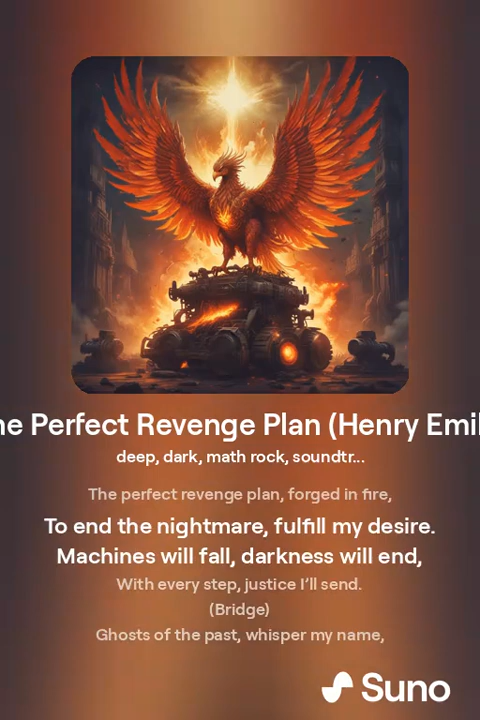 he Perfect Revenge Plan (Henry Emil
deep, dark, math rock, soundtr...
The perfect revenge plan, forged in fire,
To end the nightmare, fulfill my desire.
Machines will fall, darkness will end,
With every step, justice I'll send.
(Bridge)
Ghosts of the past, whisper my name,
Suno